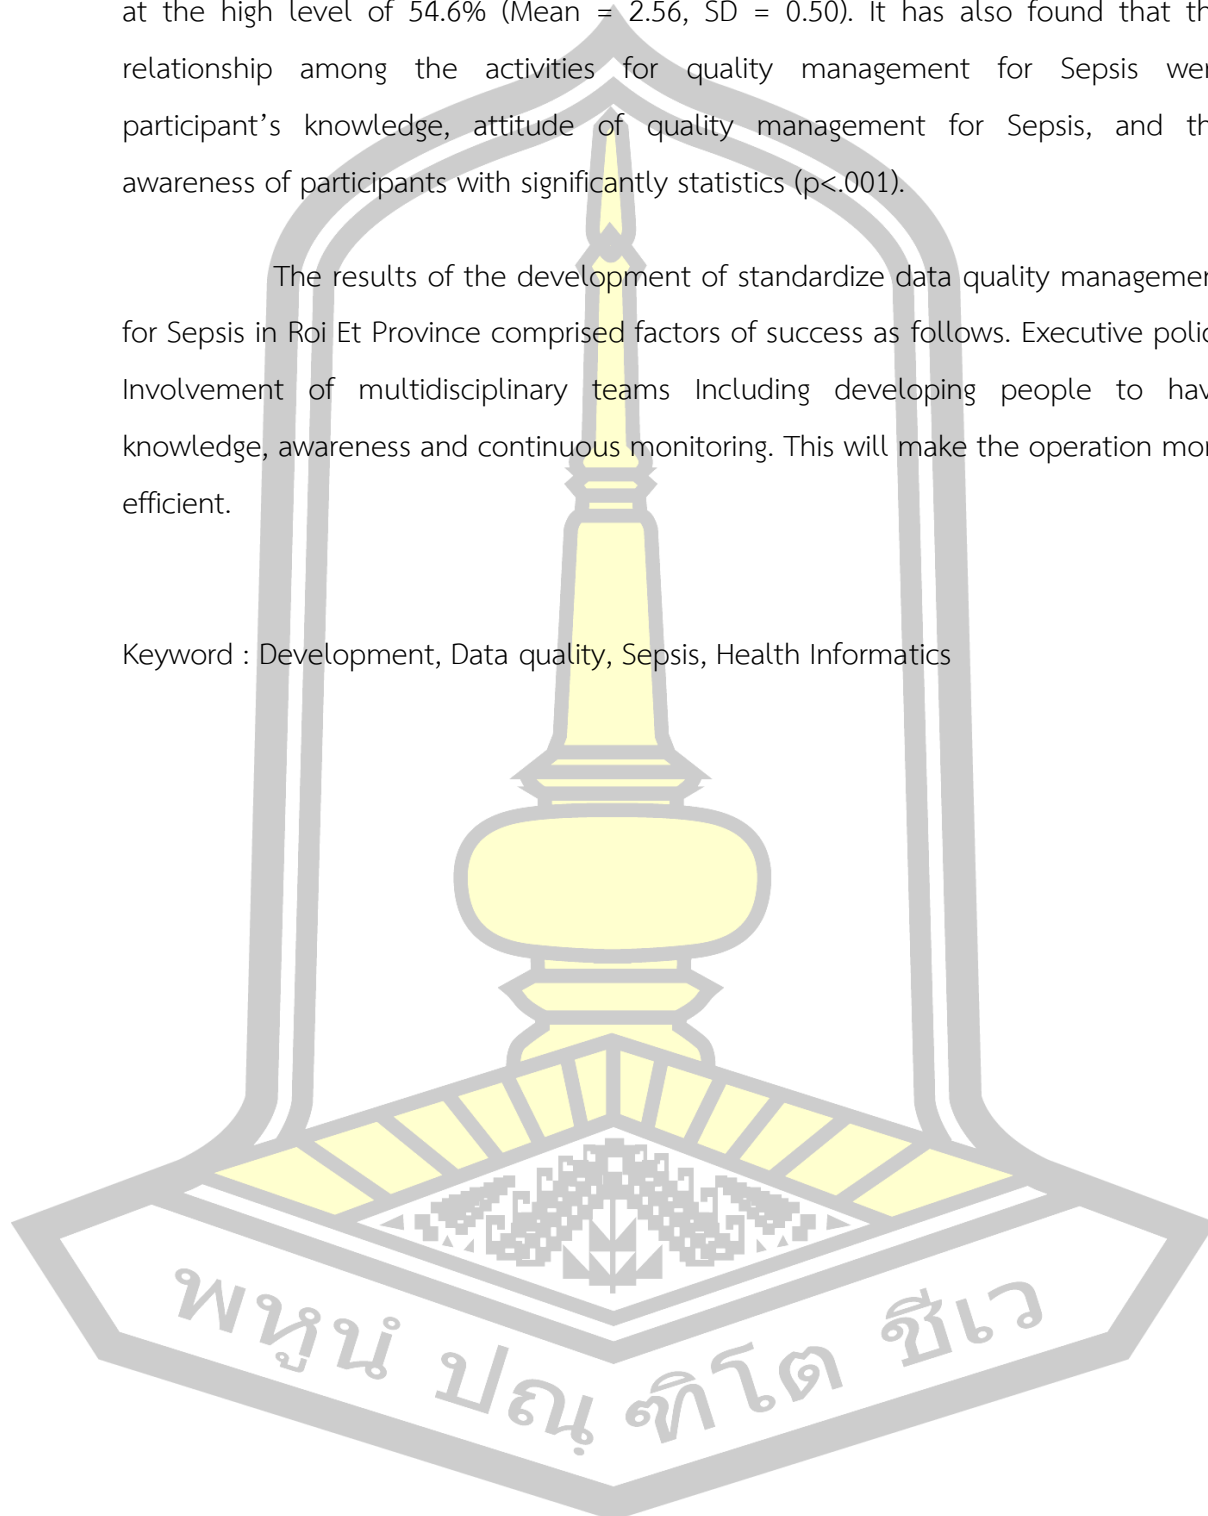 at the high level of 54.6% (Mean = 2.56, SD = 0.50). It has also found that th
relationship among the activities for quality management for Sepsis wer
participant's knowledge, attitude of quality management for Sepsis, and th
awareness of participants with significantly statistics (p<.001).
The results of the development of standardize data quality managemen
for Sepsis in Roi Et Province comprised factors of success as follows. Executive polic
Involvement of multidisciplinary teams Including developing people to hav
knowledge, awareness and continuous monitoring. This will make the operation mor
efficient.
Keyword : Development, Data quality, Sepsis, Health Informatics
พหูนํ ปณฺฑิโต ชีเว